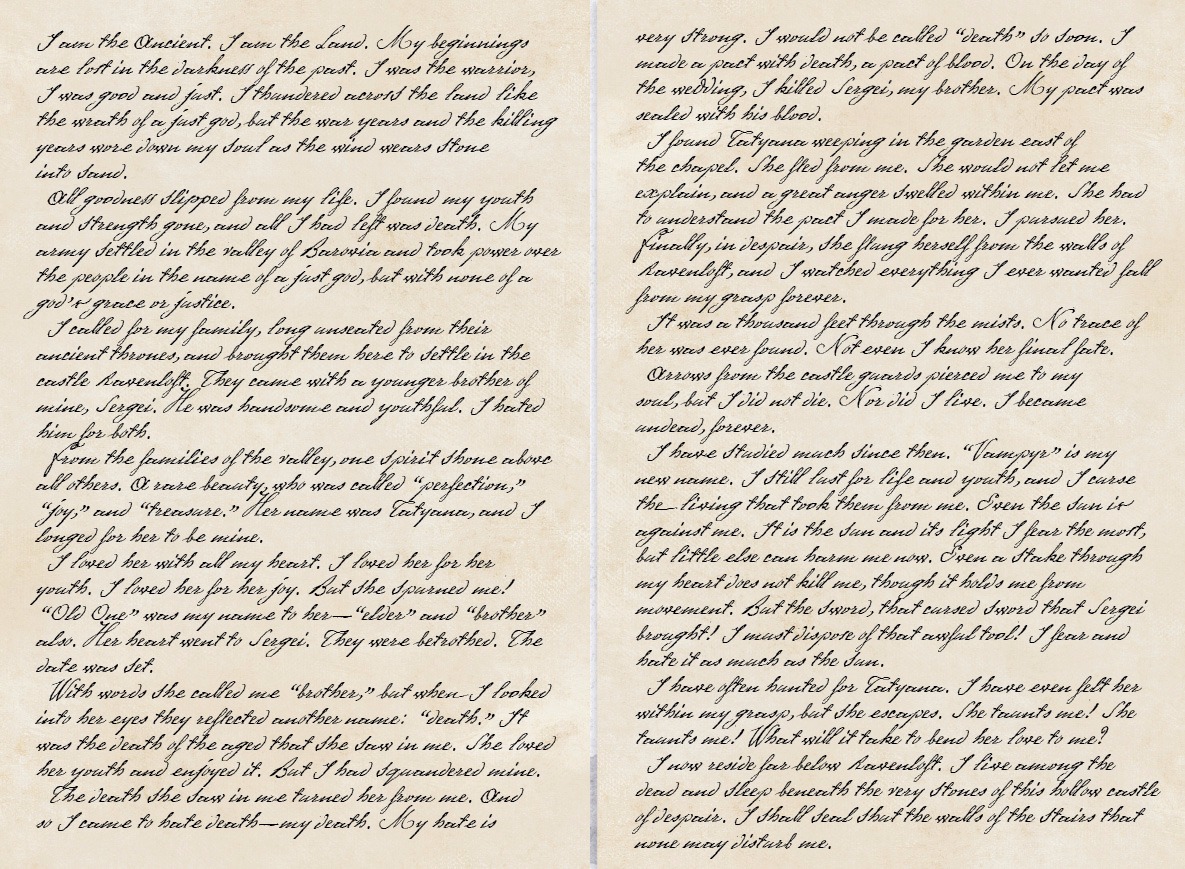 I am the Ancient. I am the Land. My beginnings
are lost in the darkness of the past. I was the warrior,
I was good and just. I thundered across the land like
the wrath of a just god, but the war years and the killing
years wore down my soul as the wind wears stone
into sand.
All goodness slipped from my life. I found my youth
and strength gone, and all I had left was death. My
army settled in the valley of Barovia and took power over
the people in the name of a just god, but with none of a
god's grace or justice.
I called for my family, long unseated from their
ancient thrones, and brought them here to settle in the
castle Ravenloft. They came with a younger brother of
mine, Sergei. He was handsome and youthful. I hated
him for both.
From the families of the valley, one spirit shone above
all others. A rare beauty, who was called “perfection,”
“joy,” and “treasure.” Her name was Tatyana, and I
longed for her to be mine.
I loved her with all my heart. I loved her for her
youth. I loved her for her joy. But she spurned me!
“Old One” was my name to her—“elder” and “brother”
also. Her heart went to Sergei. They were betrothed. The
date was set.
With words she called me “brother,” but when I looked
into her eyes they reflected another name: “death.” It
was the death of the aged that she saw in me. She loved
her youth and enjoyed it. But I had squandered mine.
The death she saw in me turned her from me. And
so I came to hate death—my death. My hate is
very strong. I would not be called “death” so soon. I
made a pact with death, a pact of blood. On the day of
the wedding, I killed Sergei, my brother. My pact was
sealed with his blood.
I found Tatyana weeping in the garden east of
the chapel. She fled from me. She would not let me
explain, and a great anger swelled within me. She had
to understand the pact I made for her. I pursued her.
Finally, in despair, she flung herself from the walls of
Ravenloft, and I watched everything I ever wanted fall
from my grasp forever.
It was a thousand feet through the mists. No trace of
her was ever found. Not even I know her final fate.
Arrows from the castle guards pierced me to my
soul, but I did not die. Nor did I live. I became
undead, forever.
I have studied much since then. “Vampyr” is my
new name. I still lust for life and youth, and I curse
the living that took them from me. Even the sun is
against me. It is the sun and its light I fear the most,
but little else can harm me now. Even a stake through
my heart does not kill me, though it holds me from
movement. But the sword, that cursed sword that Sergei
brought! I must dispose of that awful tool! I fear and
hate it as much as the sun.
I have often hunted for Tatyana. I have even felt her
within my grasp, but she escapes. She taunts me! She
taunts me! What will it take to bend her love to me?
I now reside far below Ravenloft. I live among the
dead and sleep beneath the very stones of this hollow castle
of despair. I shall seal shut the walls of the stairs that
none may disturb me.